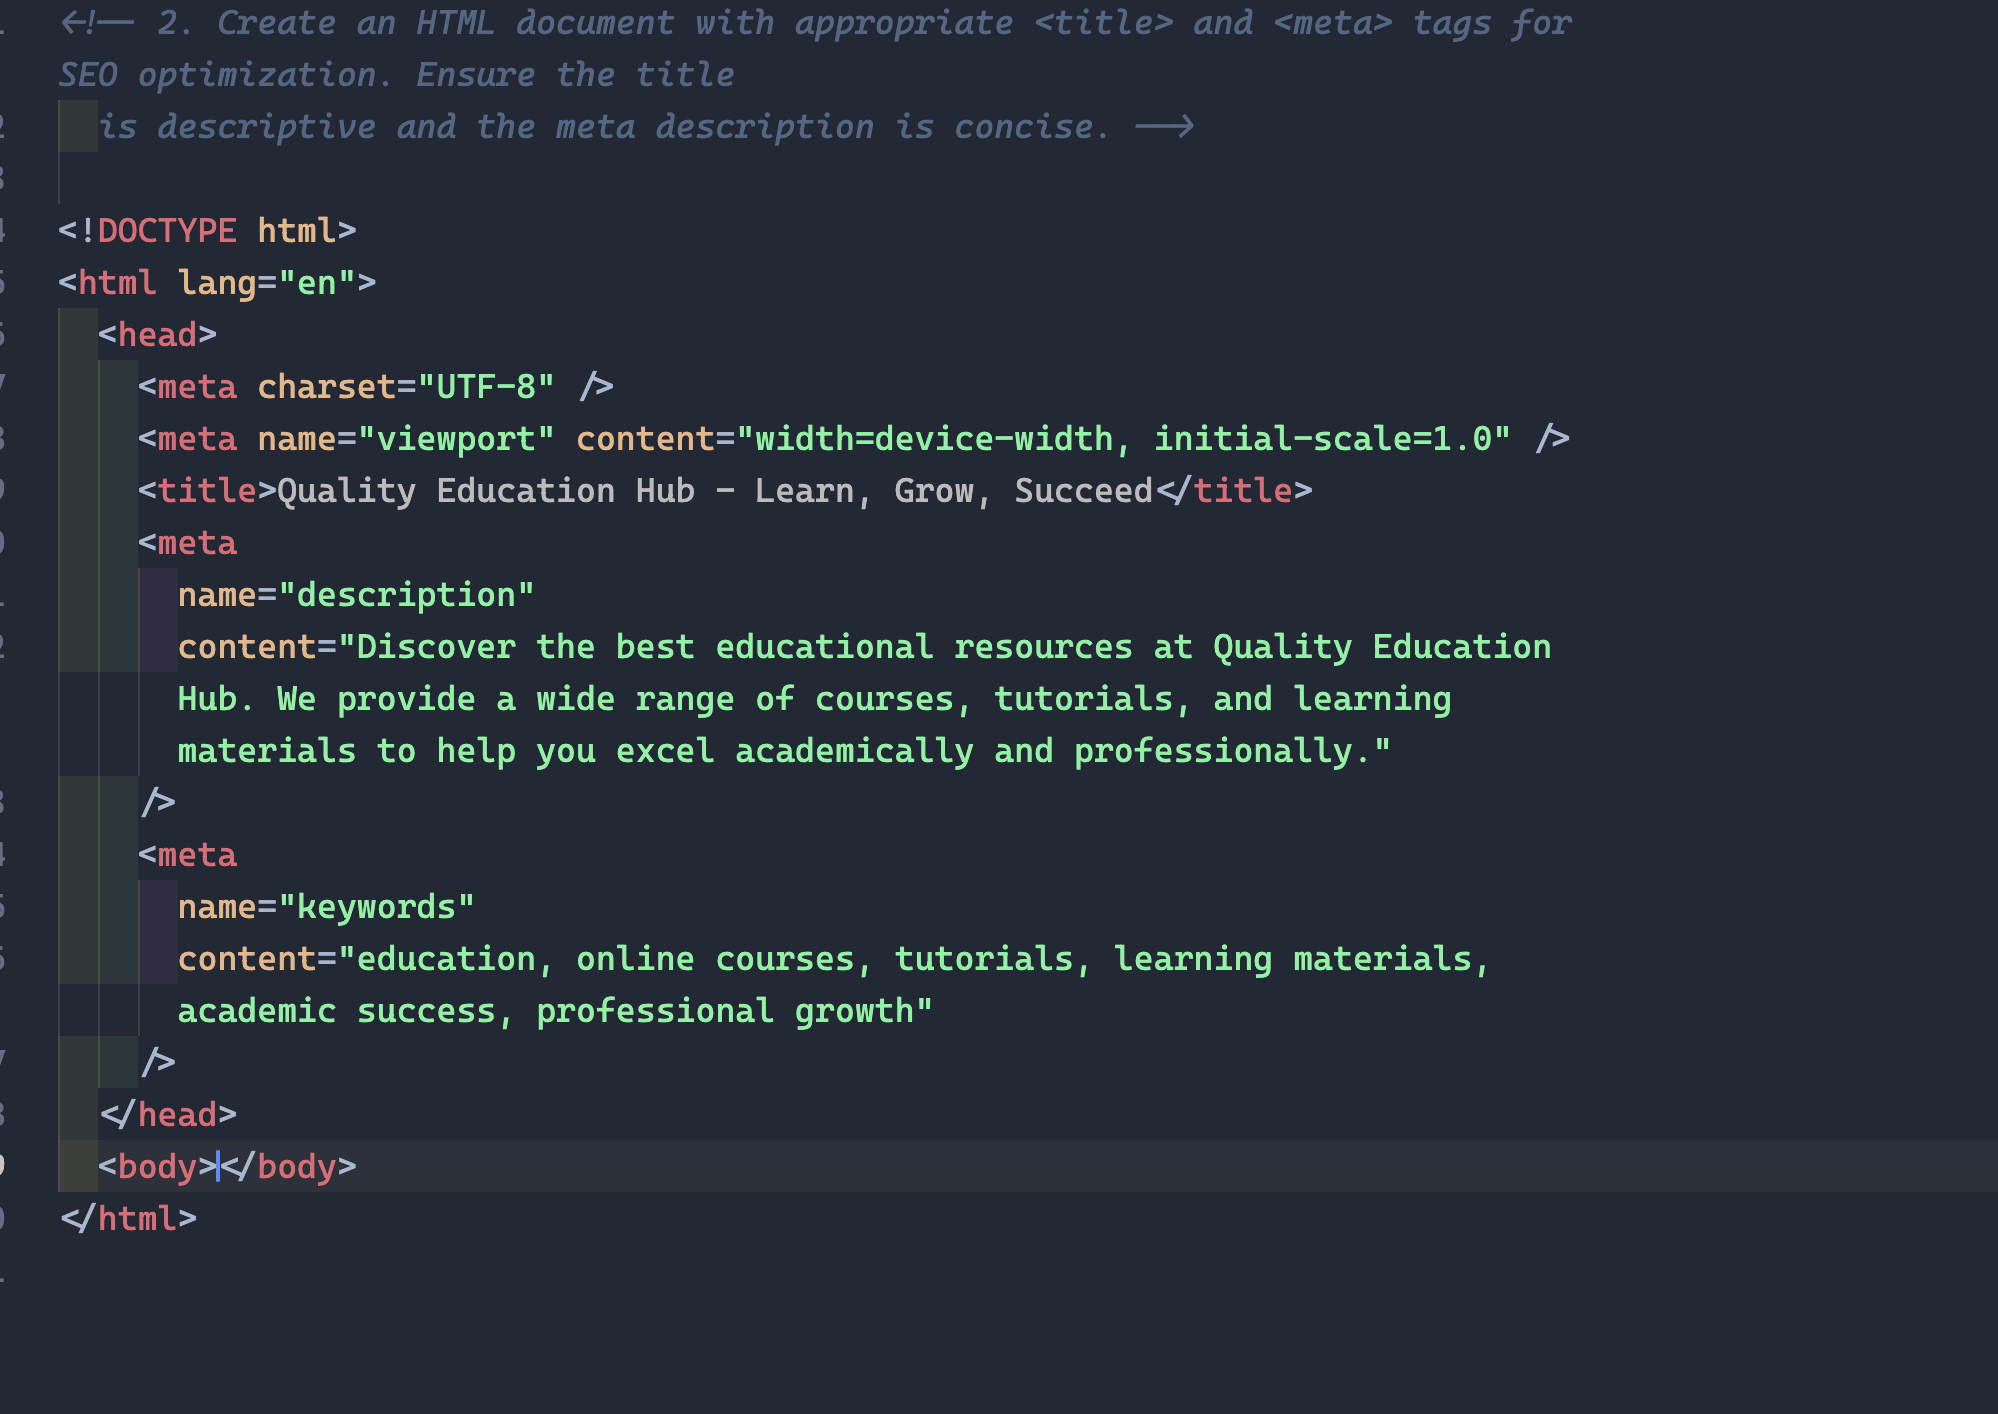 <!-- 2. Create an HTML document with appropriate <title> and <meta> tags for
SEO optimization. Ensure the title
is descriptive and the meta description is concise. -->
<!DOCTYPE html>
<html lang="en">
<head>
<meta charset="UTF-8" />
<meta name="viewport" content="width=device-width, initial-scale=1.0" />
<title>Quality Education Hub - Learn, Grow, Succeed</title>
<meta
name="description"
content="Discover the best educational resources at Quality Education
Hub. We provide a wide range of courses, tutorials, and learning
materials to help you excel academically and professionally."
/>
<meta
name="keywords"
content="education, online courses, tutorials, learning materials,
academic success, professional growth"
/>
</head>
<body></body>
</html>